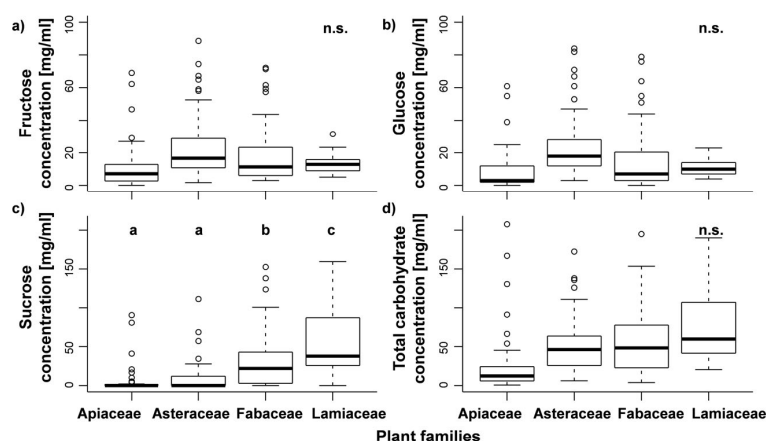 a)
n.s.
Fructose
concentration [mg/ml]
0 20 60 100
b)
n.s.
Glucose
concentration [mg/ml]
0 20 60 100
c)
a a b c
Sucrose
concentration [mg/ml]
0 50 150
d)
n.s.
Total carbohydrate
concentration [mg/ml]
0 50 150
Apiaceae Asteraceae Fabaceae Lamiaceae
Apiaceae Asteraceae Fabaceae Lamiaceae
Plant families